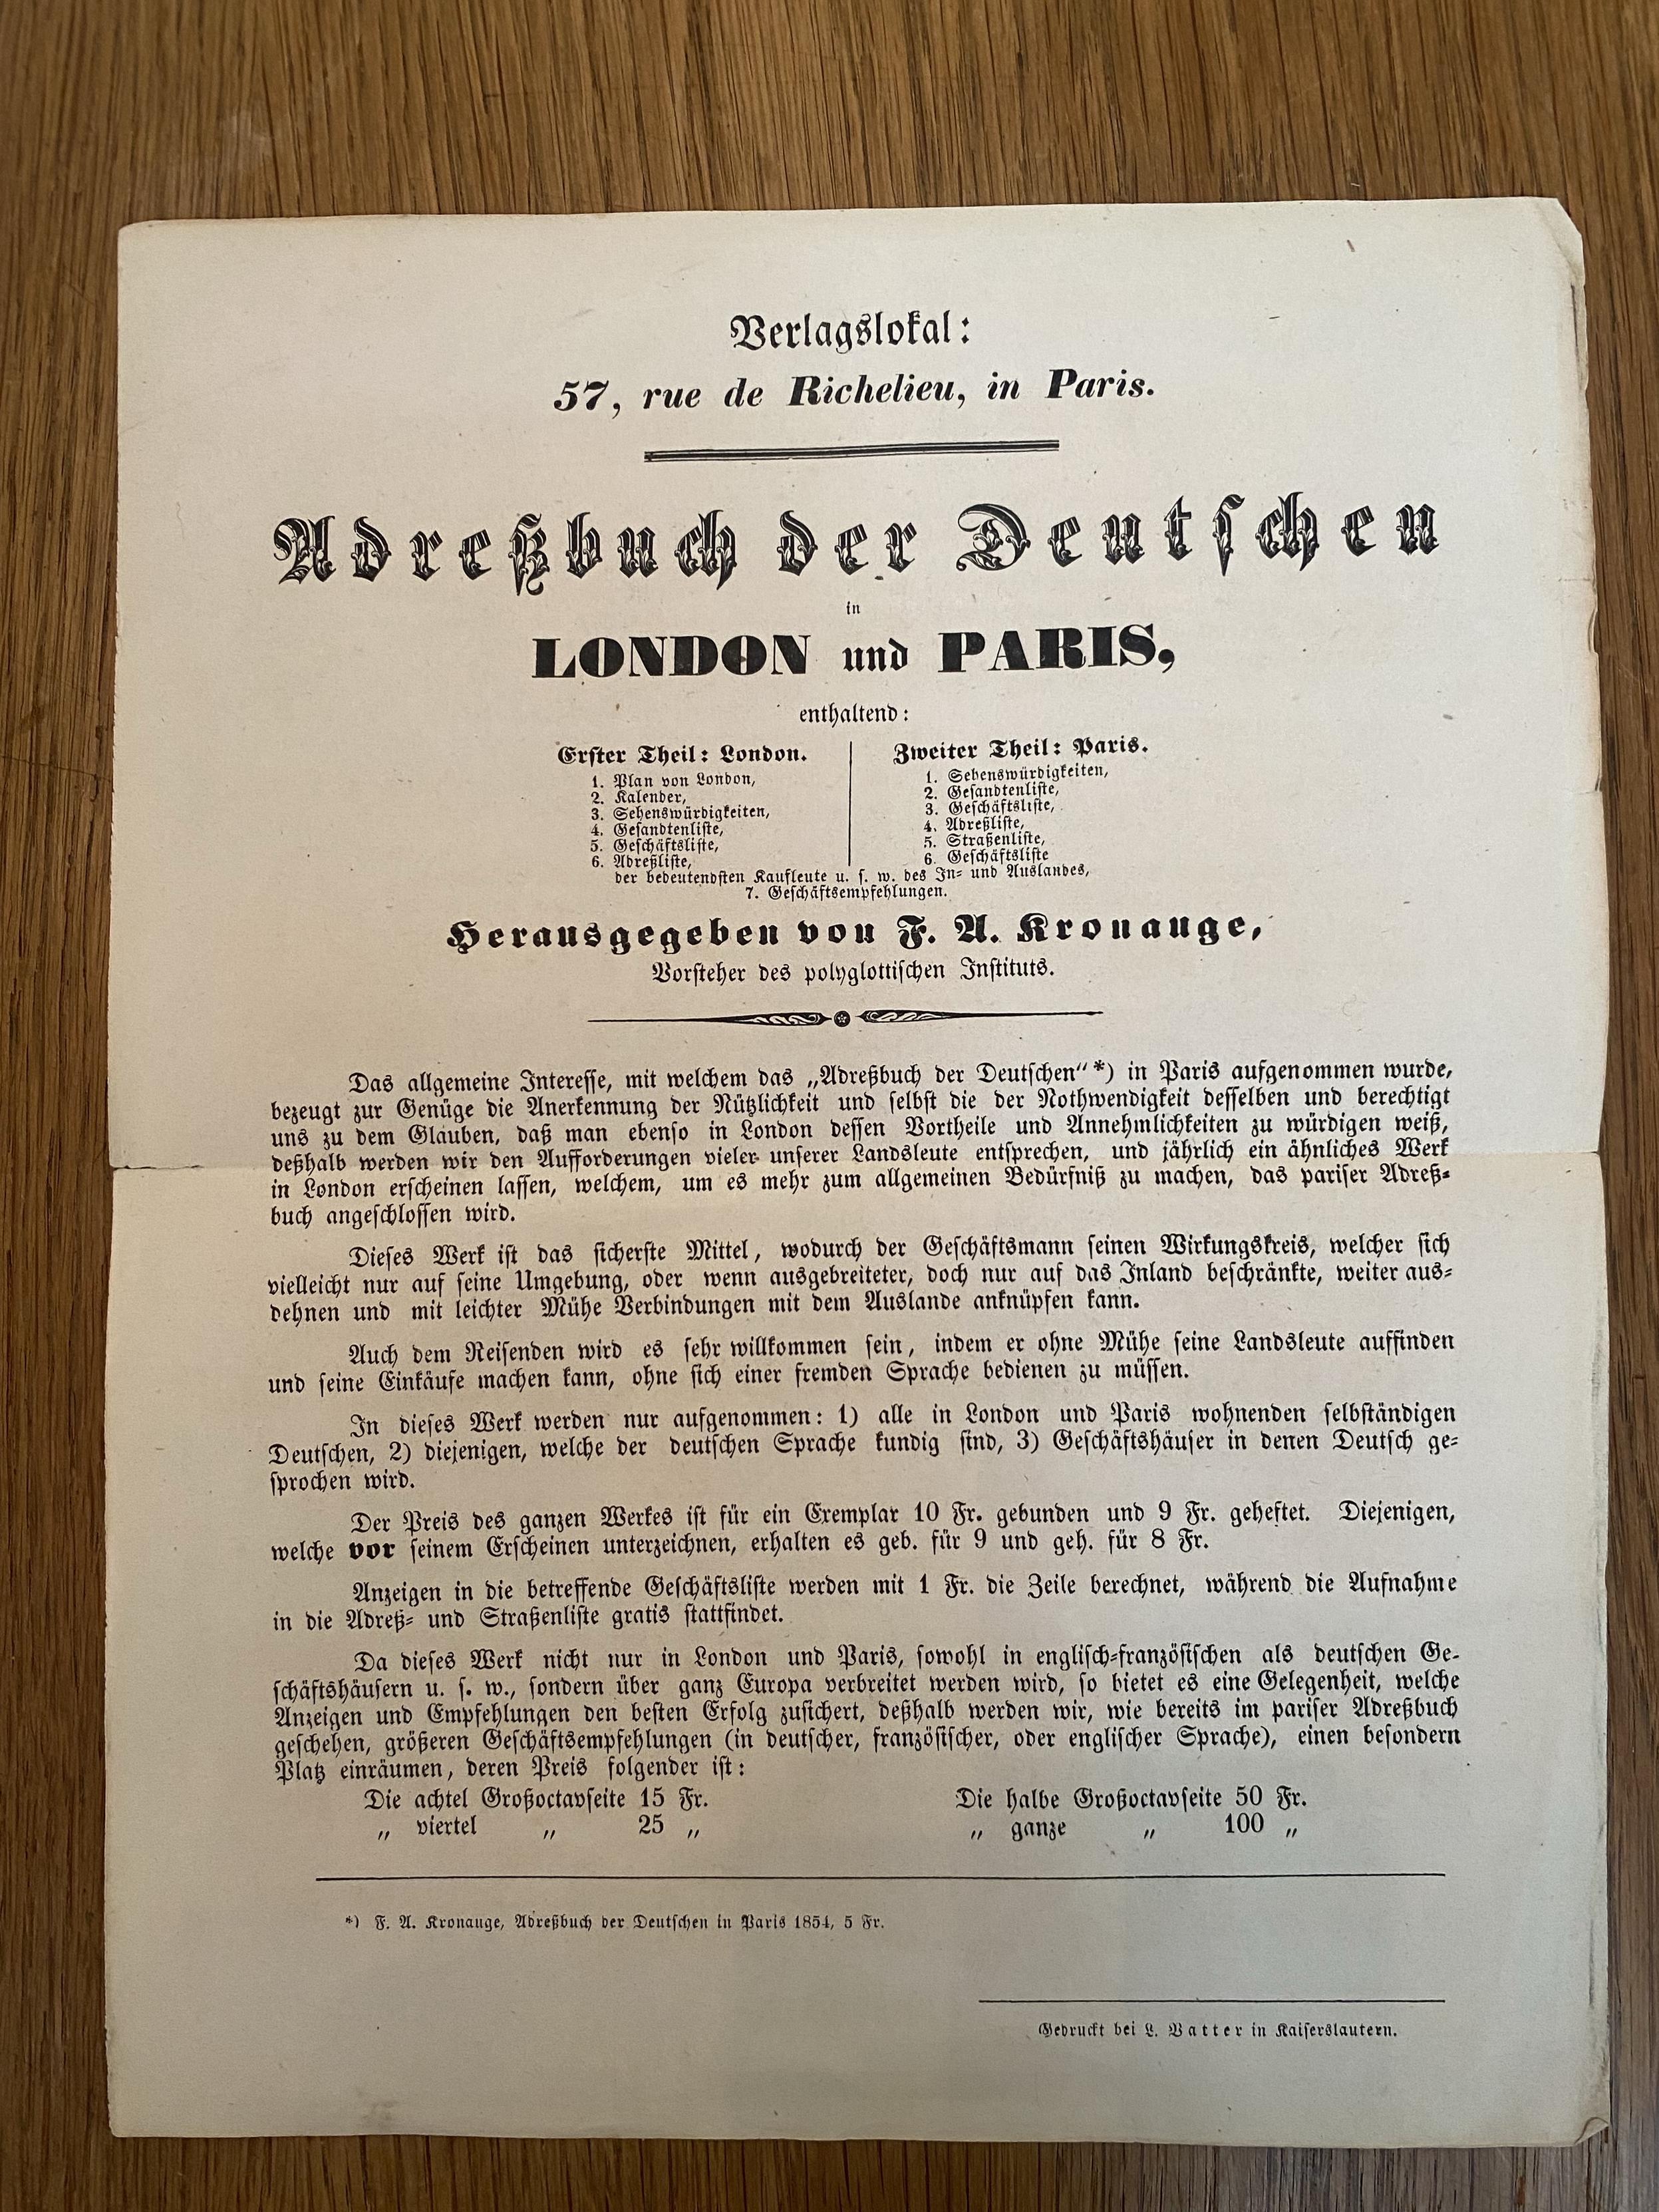 Verlagslokal:
57, rue de Richelieu, in Paris.
Adreßbuch der Deutschen
in
LONDON und PARIS,
enthaltend:
Erster Theil: London.
1. Plan von London,
2. Kalender,
3. Sehenswürdigkeiten,
4. Gesandtenliste,
5. Geschäftsliste,
6. Adreßliste,
Zweiter Theil: Paris.
1. Sehenswürdigkeiten,
2. Gesandtenliste,
3. Geschäftsliste,
4. Adreßliste,
5. Straßenliste,
6. Geschäftsliste
der bedeutendsten Kaufleute u. s. w. des In- und Auslandes,
7. Geschäftsempfehlungen.
Herausgegeben von F. A. Kronauge,
Vorsteher des polyglottischen Instituts.
Das allgemeine Interesse, mit welchem das „Adreßbuch der Deutschen“ *) in Paris aufgenommen wurde,
bezeugt zur Genüge die Anerkennung der Nützlichkeit und selbst die der Nothwendigkeit desselben und berechtigt
uns zu dem Glauben, daß man ebenso in London dessen Vortheile und Annehmlichkeiten zu würdigen weiß,
deßhalb werden wir den Aufforderungen vieler unserer Landsleute entsprechen, und jährlich ein ähnliches Werk
in London erscheinen lassen, welchem, um es mehr zum allgemeinen Bedürfniß zu machen, das pariser Adreß-
buch angeschlossen wird.
Dieses Werk ist das sicherste Mittel, wodurch der Geschäftsmann seinen Wirkungskreis, welcher sich
vielleicht nur auf seine Umgebung, oder wenn ausgebreiteter, doch nur auf das Inland beschränkte, weiter aus-
dehnen und mit leichter Mühe Verbindungen mit dem Auslande anknüpfen kann.
Auch dem Reisenden wird es sehr willkommen sein, indem er ohne Mühe seine Landsleute auffinden
und seine Einkäufe machen kann, ohne sich einer fremden Sprache bedienen zu müssen.
In dieses Werk werden nur aufgenommen: 1) alle in London und Paris wohnenden selbständigen
Deutschen, 2) diejenigen, welche der deutschen Sprache kundig sind, 3) Geschäftshäuser in denen Deutsch ge-
sprochen wird.
Der Preis des ganzen Werkes ist für ein Exemplar 10 Fr. gebunden und 9 Fr. geheftet. Diejenigen,
welche vor seinem Erscheinen unterzeichnen, erhalten es geb. für 9 und geh. für 8 Fr.
Anzeigen in die betreffende Geschäftsliste werden mit 1 Fr. die Zeile berechnet, während die Aufnahme
in die Adreß- und Straßenliste gratis stattfindet.
Da dieses Werk nicht nur in London und Paris, sowohl in englisch-französischen als deutschen Ge-
schäftshäusern u. s. w., sondern über ganz Europa verbreitet werden wird, so bietet es eine Gelegenheit, welche
Anzeigen und Empfehlungen den besten Erfolg zusichert, deßhalb werden wir, wie bereits im pariser Adreßbuch
geschehen, größeren Geschäftsempfehlungen (in deutscher, französischer, oder englischer Sprache), einen besondern
Platz einräumen, deren Preis folgender ist:
Die achtel Großoctavseite 15 Fr. Die halbe Großoctavseite 50 Fr.
„ viertel „ 25 „ „ ganze „ 100 „
*) F. A. Kronauge, Adreßbuch der Deutschen in Paris 1854, 5 Fr.
Gedruckt bei L. Vatter in Kaiserslautern.